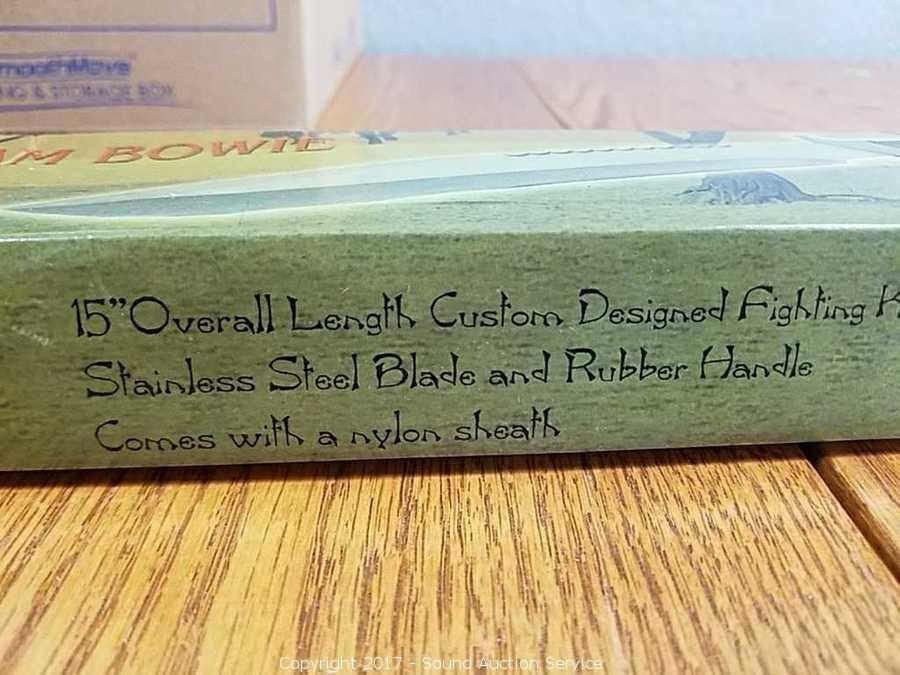 AM BOWIE
15" Overall Length Custom Designed Fighting K
Stainless Steel Blade and Rubber Handle
Comes with a nylon sheath
Copyright 2017 - Sound Auction Service